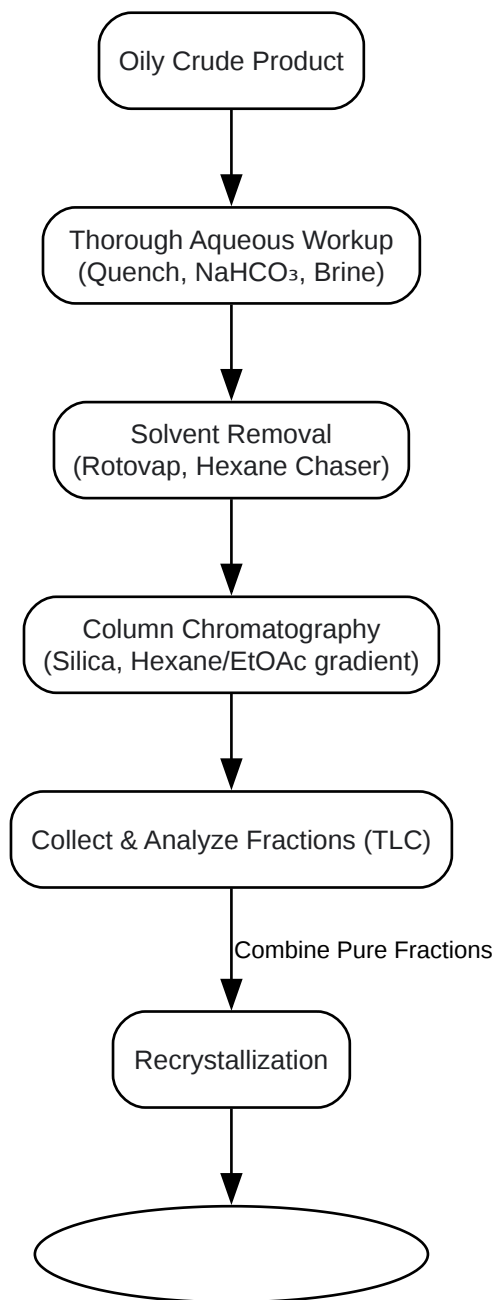 Oily Crude Product
Thorough Aqueous Workup
(Quench, NaHCO₃, Brine)
Solvent Removal
(Rotovap, Hexane Chaser)
Column Chromatography
(Silica, Hexane/EtOAc gradient)
Collect & Analyze Fractions (TLC)
Combine Pure Fractions
Recrystallization